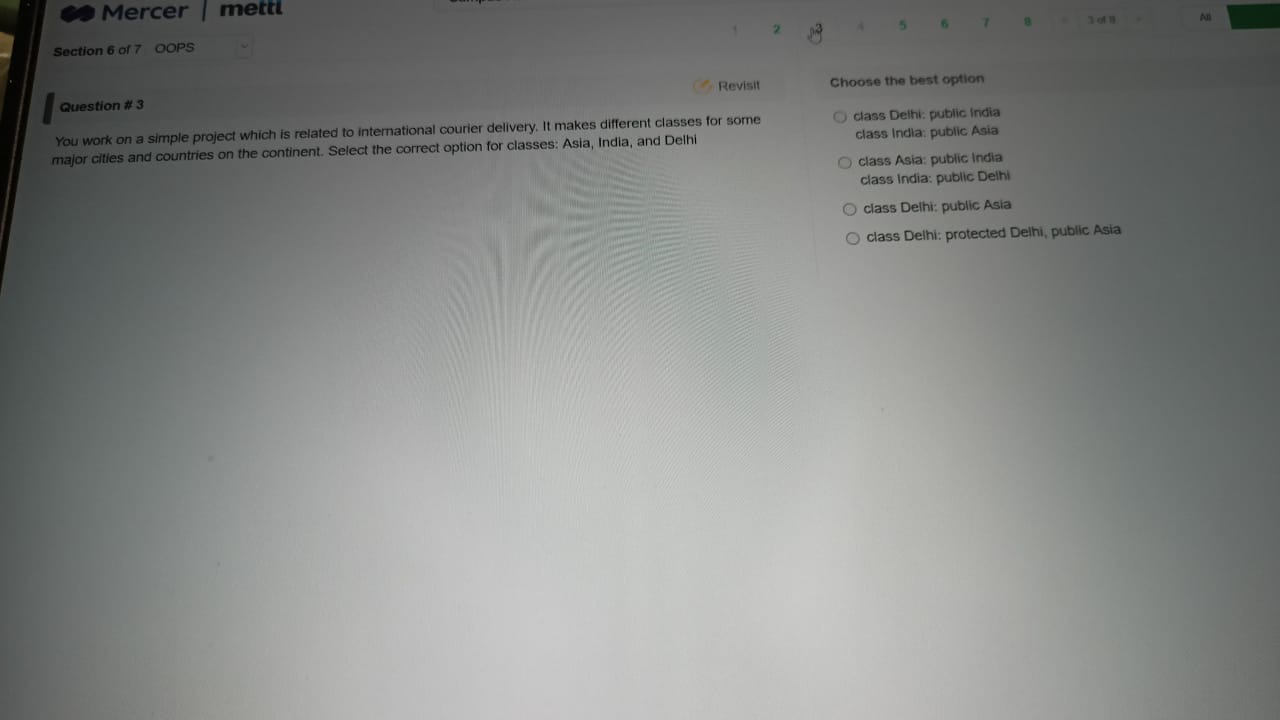 Mercer | mettl
Section 6 of 7 OOPS
1 2 3 4 5 6 7 8 3 of 8 All
Revisit
Question # 3
You work on a simple project which is related to international courier delivery. It makes different classes for some
major cities and countries on the continent. Select the correct option for classes: Asia, India, and Delhi
Choose the best option
class Delhi: public India
class India: public Asia
class Asia: public India
class India: public Delhi
class Delhi: public Asia
class Delhi: protected Delhi, public Asia